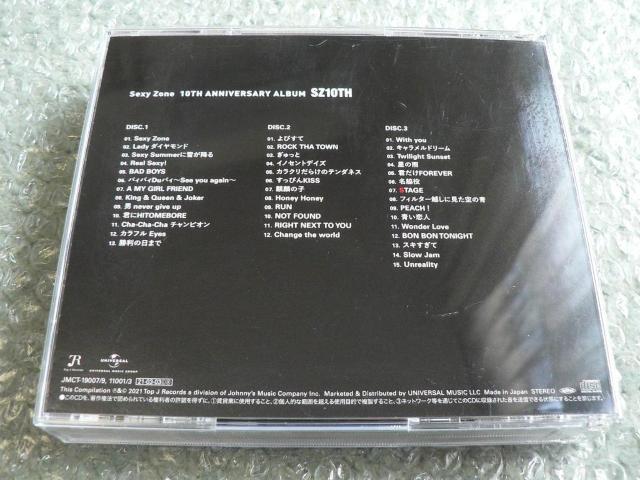 Sexy Zone 10TH ANNIVERSARY ALBUM SZ10TH
DISC.1
01. Sexy Zone
02. Lady ダイヤモンド
03. Sexy Summerに雪が降る
04. Real Sexy!
05. BAD BOYS
06. バィバィDuバィ〜See you again〜
07. A MY GIRL FRIEND
08. King & Queen & Joker
09. 男 never give up
10. 君にHITOMEBORE
11. Cha-Cha-Cha チャンピオン
12. カラフル Eyes
13. 勝利の日まで
DISC.2
01. よびすて
02. ROCK THA TOWN
03. ぎゅっと
04. イノセントデイズ
05. カラクリだらけのテンダネス
06. すっぴんKISS
07. 麒麟の子
08. Honey Honey
09. RUN
10. NOT FOUND
11. RIGHT NEXT TO YOU
12. Change the world
DISC.3
01. With you
02. キャラメルドリーム
03. Twilight Sunset
04. 星の雨
05. 君だけFOREVER
06. 名脇役
07. STAGE
08. フィルター越しに見た空の青
09. PEACH!
10. 青い恋人
11. Wonder Love
12. BON BON TONIGHT
13. スキすぎて
14. Slow Jam
15. Unreality
JR
Top J Records
UNIVERSAL
UNIVERSAL MUSIC GROUP
JMCT-19007/9, 11001/3
This Compilation ℗&© 2021 Top J Records a division of Johnny's Music Company Inc. Marketed & Distributed by UNIVERSAL MUSIC LLC Made in Japan STEREO